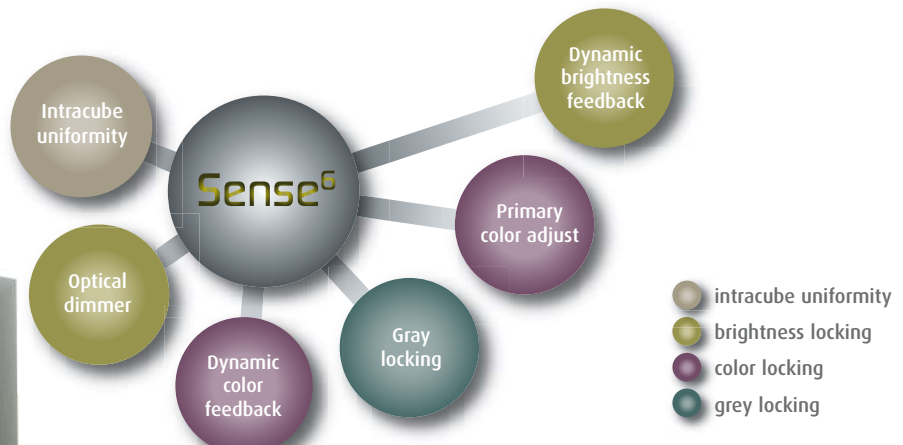 Dynamic
brightness
feedback
Intracube
uniformity
Sense⁶
Primary
color adjust
Optical
dimmer
Gray
locking
Dynamic
color
feedback
intracube uniformity
brightness locking
color locking
grey locking